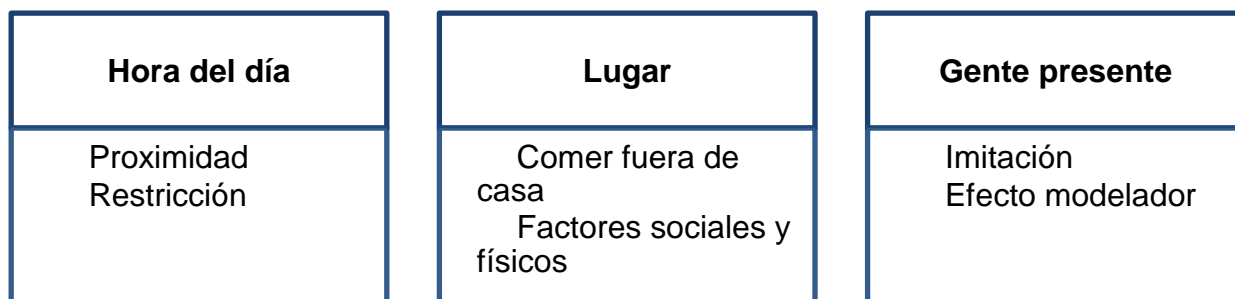 Hora del día
Proximidad
Restricción
Lugar
Comer fuera de
casa
Factores sociales y
físicos
Gente presente
Imitación
Efecto modelador